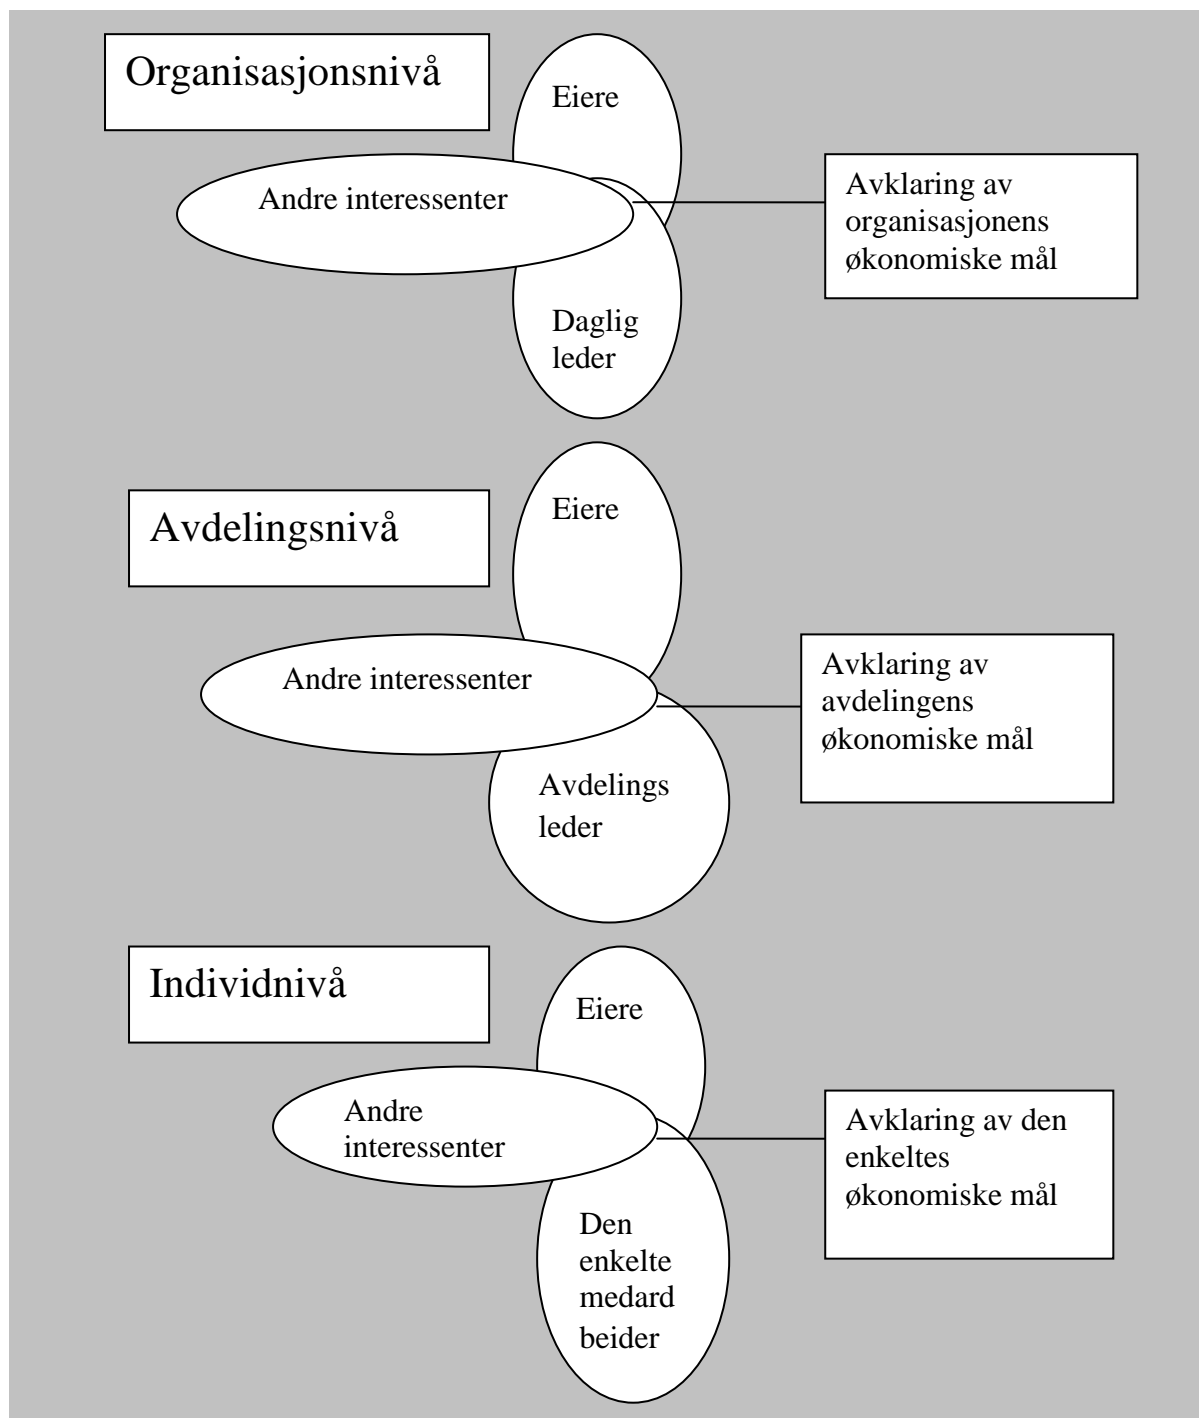 Organisasjonsnivå
Eiere
Andre interessenter
Avklaring av
organisasjonens
økonomiske mål
Daglig
leder
Avdelingsnivå
Eiere
Andre interessenter
Avklaring av
avdelingens
økonomiske mål
Avdelings
leder
Individnivå
Eiere
Andre
interessenter
Avklaring av den
enkeltes
økonomiske mål
Den
enkelte
medard
beider